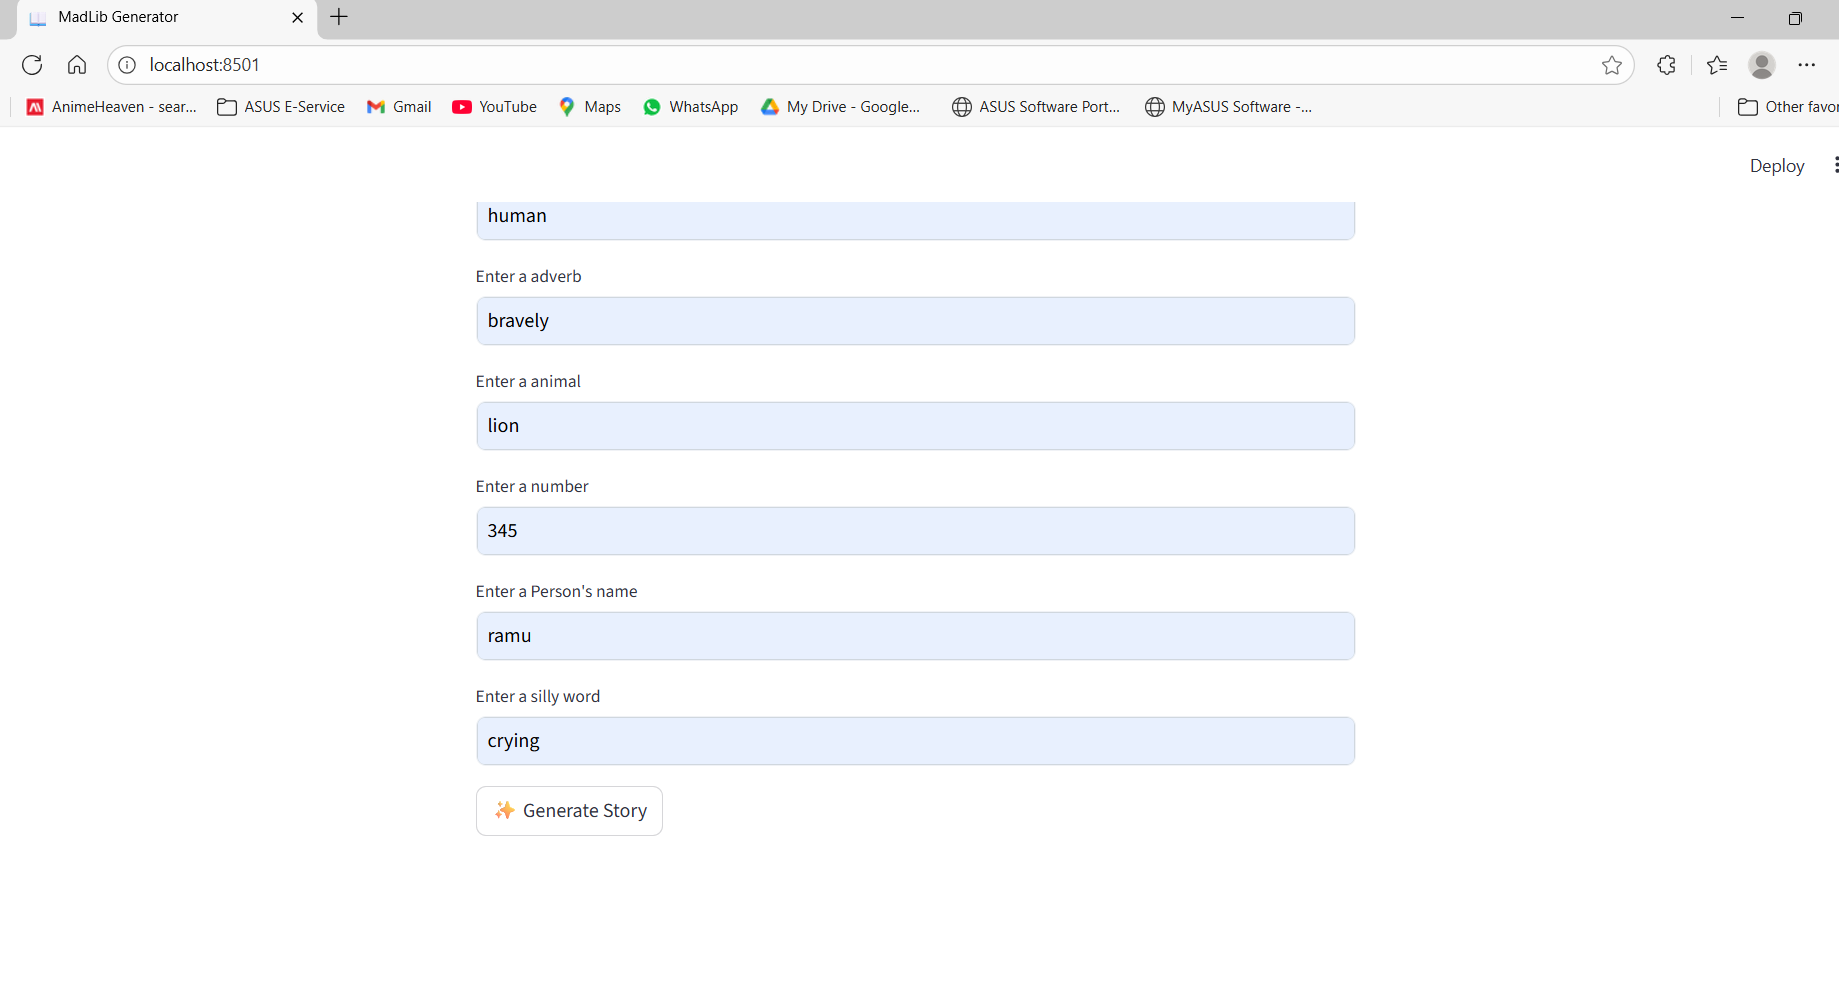 MadLib Generator
localhost:8501
AnimeHeaven - sear... ASUS E-Service Gmail YouTube Maps WhatsApp My Drive - Google... ASUS Software Port... MyASUS Software -... Other favor
Deploy
human
Enter a adverb
bravely
Enter a animal
lion
Enter a number
345
Enter a Person's name
ramu
Enter a silly word
crying
✨ Generate Story